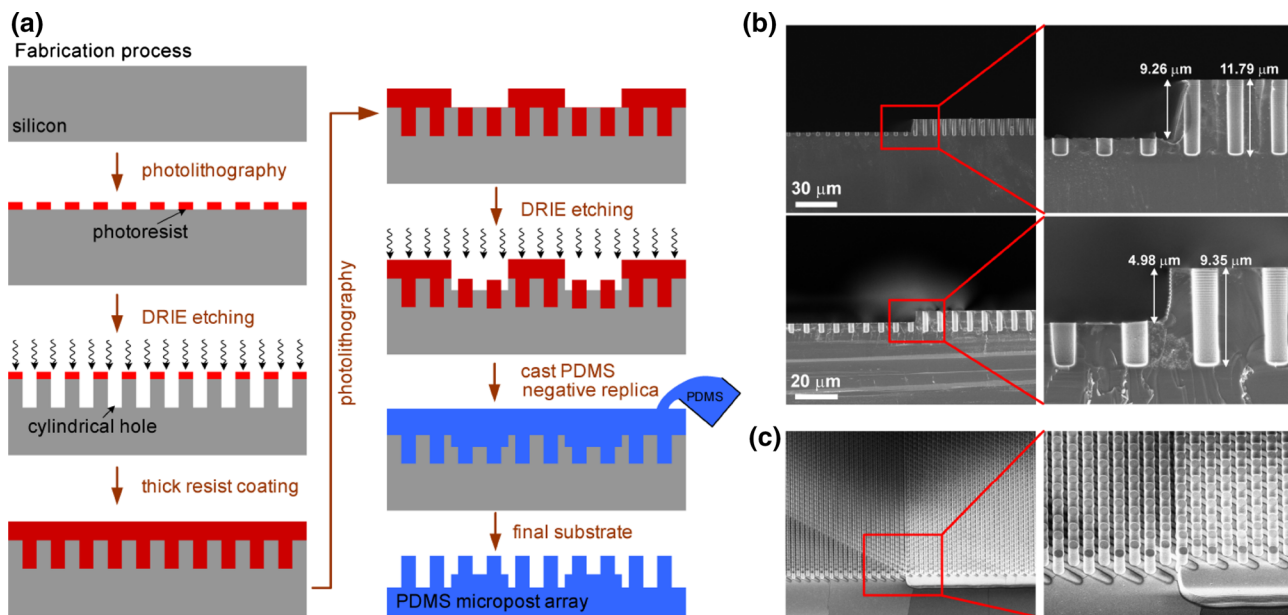 (a)
Fabrication process
silicon
photolithography
photoresist
DRIE etching
cylindrical hole
thick resist coating
photolithography
DRIE etching
cast PDMS
negative replica
PDMS
final substrate
PDMS micropost array
(b)
9.26 μm
11.79 μm
30 μm
4.98 μm
9.35 μm
20 μm
(c)